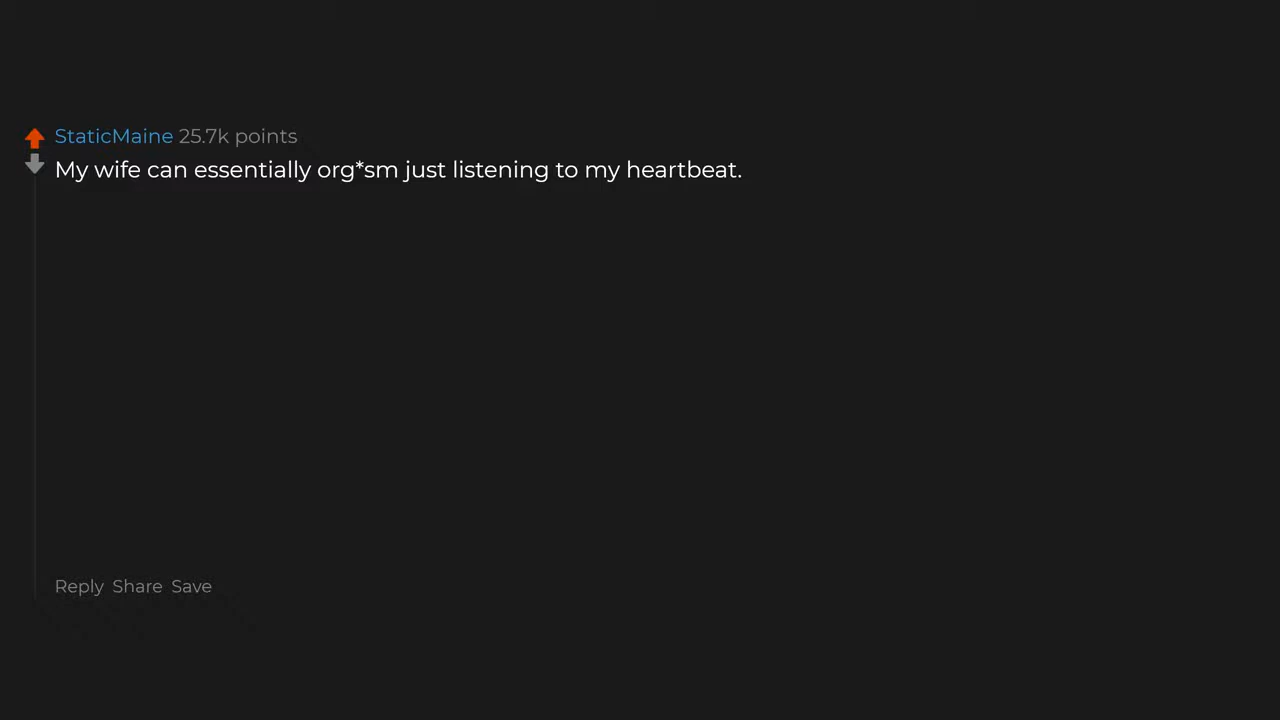 StaticMaine 25.7k points
My wife can essentially org*sm just listening to my heartbeat.
Reply Share Save